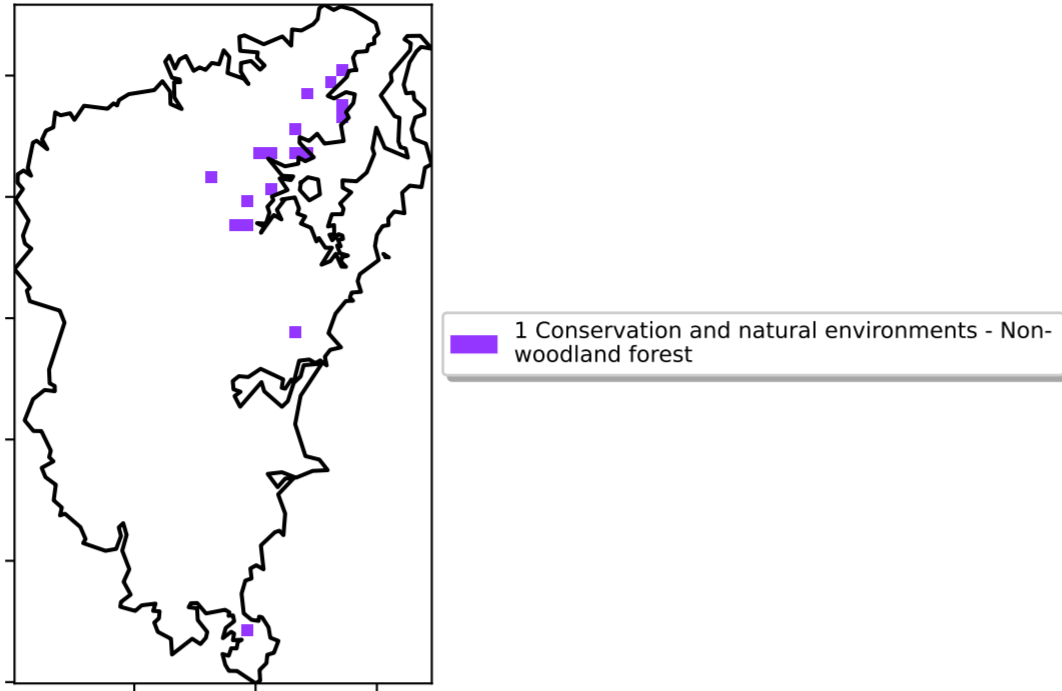 1 Conservation and natural environments - Non-
woodland forest